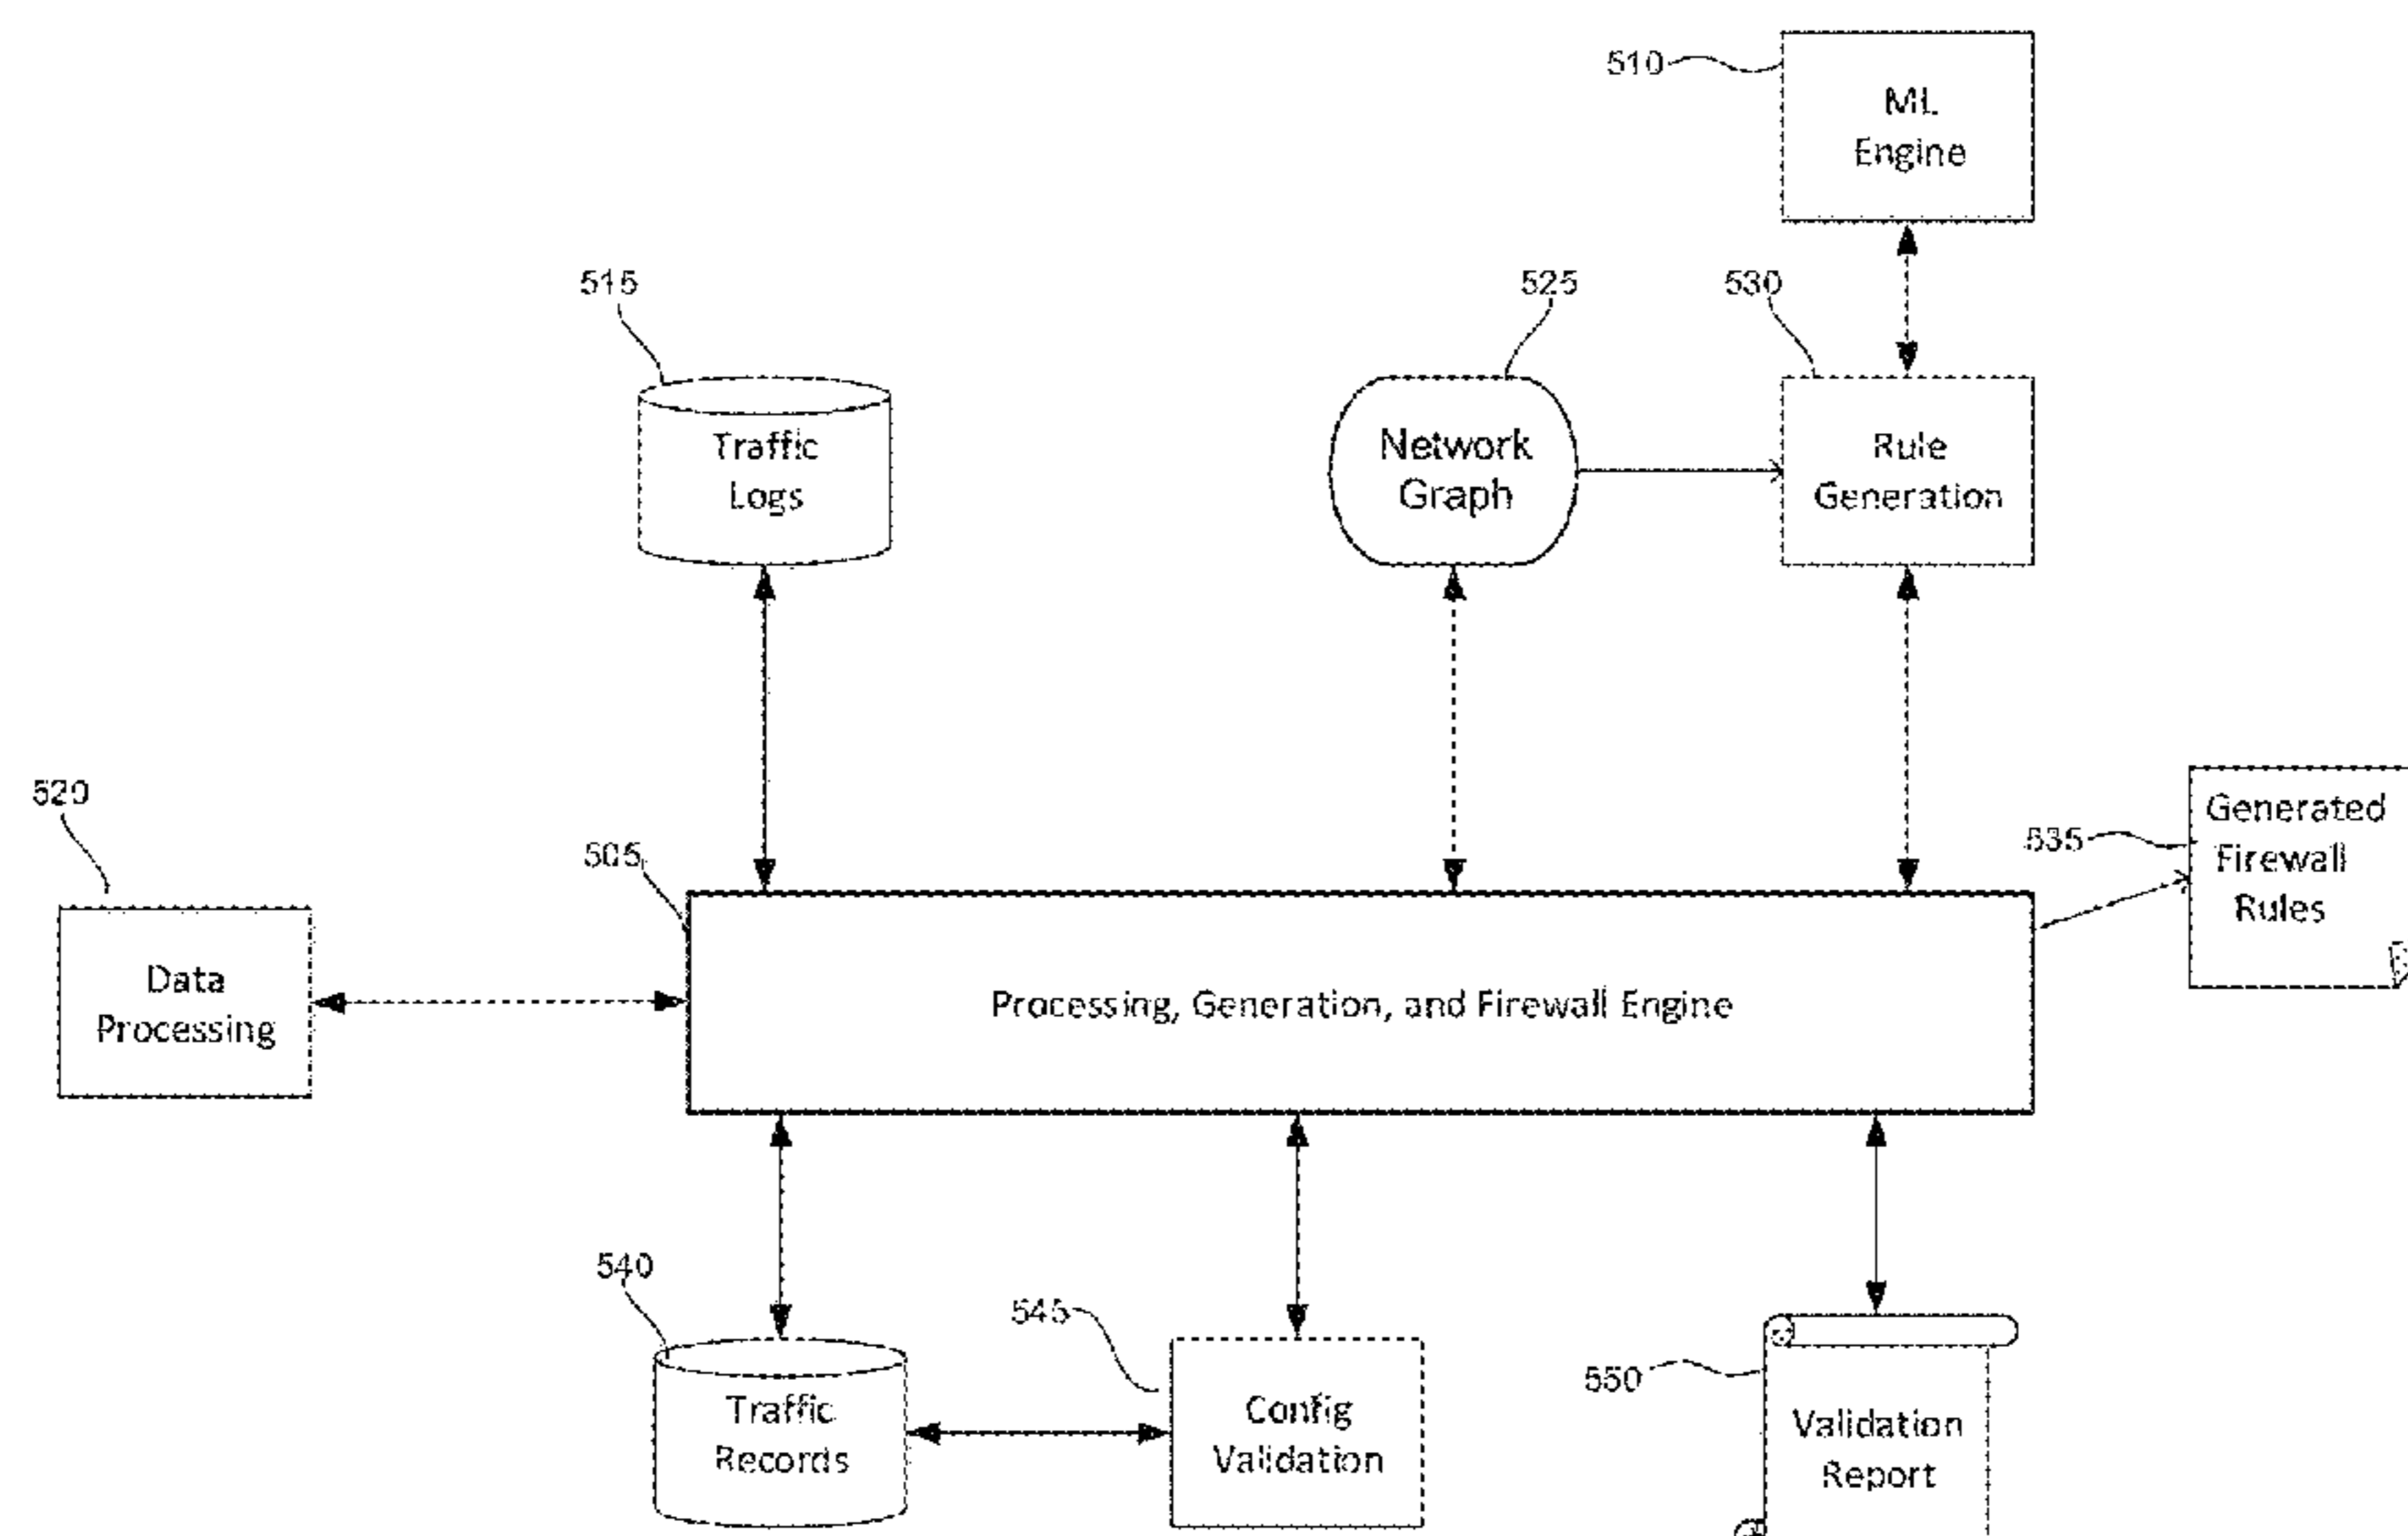 510
ML
Engine
515
525
530
Traffic
Logs
Network
Graph
Rule
Generation
520
505
535
Generated
Firewall
Rules
Data
Processing
Processing, Generation, and Firewall Engine
540
545
550
Traffic
Records
Config
Validation
Validation
Report